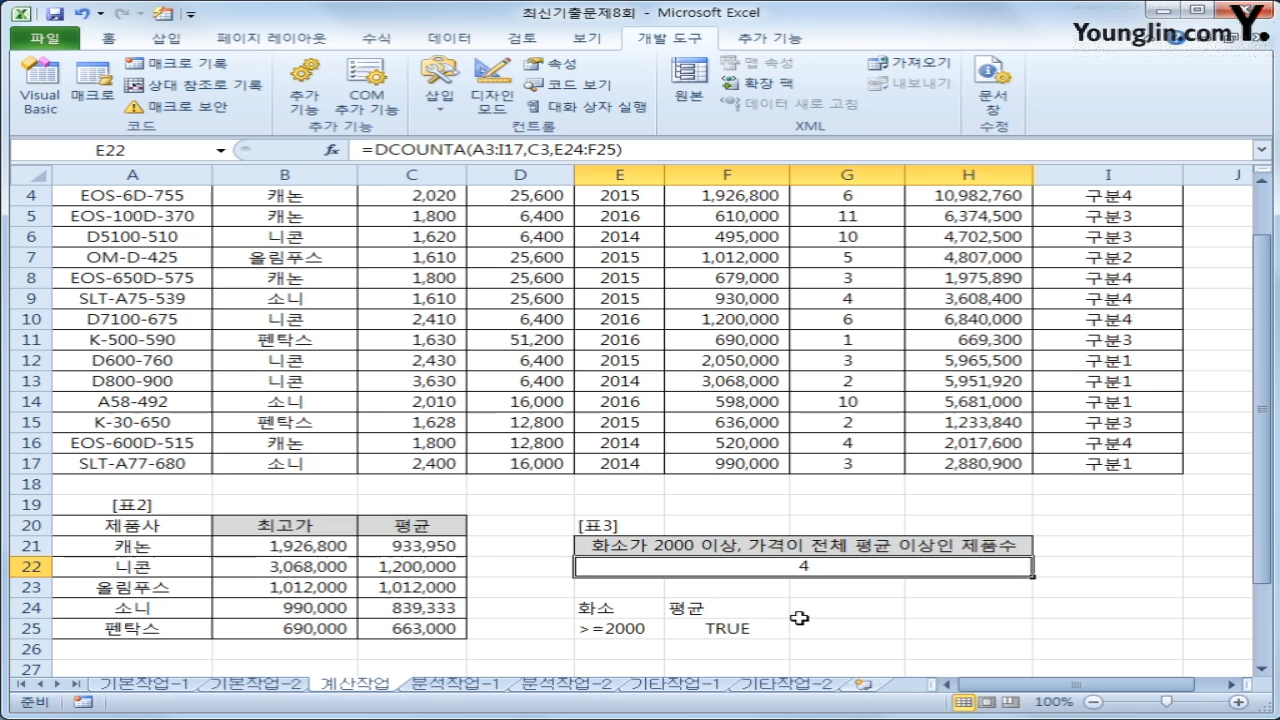 최신기출문제8회 - Microsoft Excel
YoungJin.com Y.
파일 홈 삽입 페이지 레이아웃 수식 데이터 검토 보기 개발 도구 추가 기능
Visual Basic 매크로 매크로 기록 상대 참조로 기록 매크로 보안 추가 기능 COM 추가 기능 삽입 디자인 모드 속성 코드 보기 대화 상자 실행 원본 맵 속성 확장 팩 데이터 새로 고침 가져오기 내보내기 문서 창
코드 추가 기능 컨트롤 XML 수정
E22 fx =DCOUNTA(A3:I17,C3,E24:F25)
A B C D E F G H I J
4 EOS-6D-755 캐논 2,020 25,600 2015 1,926,800 6 10,982,760 구분4
5 EOS-100D-370 캐논 1,800 6,400 2016 610,000 11 6,374,500 구분3
6 D5100-510 니콘 1,620 6,400 2014 495,000 10 4,702,500 구분3
7 OM-D-425 올림푸스 1,610 25,600 2015 1,012,000 5 4,807,000 구분2
8 EOS-650D-575 캐논 1,800 25,600 2015 679,000 3 1,975,890 구분4
9 SLT-A75-539 소니 1,610 25,600 2015 930,000 4 3,608,400 구분4
10 D7100-675 니콘 2,410 6,400 2016 1,200,000 6 6,840,000 구분4
11 K-500-590 펜탁스 1,630 51,200 2016 690,000 1 669,300 구분3
12 D600-760 니콘 2,430 6,400 2015 2,050,000 3 5,965,500 구분1
13 D800-900 니콘 3,630 6,400 2014 3,068,000 2 5,951,920 구분1
14 A58-492 소니 2,010 16,000 2016 598,000 10 5,681,000 구분1
15 K-30-650 펜탁스 1,628 12,800 2015 636,000 2 1,233,840 구분3
16 EOS-600D-515 캐논 1,800 12,800 2014 520,000 4 2,017,600 구분4
17 SLT-A77-680 소니 2,400 16,000 2014 990,000 3 2,880,900 구분1
18
19 [표2]
20 제품사 최고가 평균 [표3]
21 캐논 1,926,800 933,950 화소가 2000 이상, 가격이 전체 평균 이상인 제품수
22 니콘 3,068,000 1,200,000 4
23 올림푸스 1,012,000 1,012,000
24 소니 990,000 839,333 화소 평균
25 펜탁스 690,000 663,000 >=2000 TRUE
26
27
기본작업-1 기본작업-2 계산작업 분석작업-1 분석작업-2 기타작업-1 기타작업-2
준비 100%